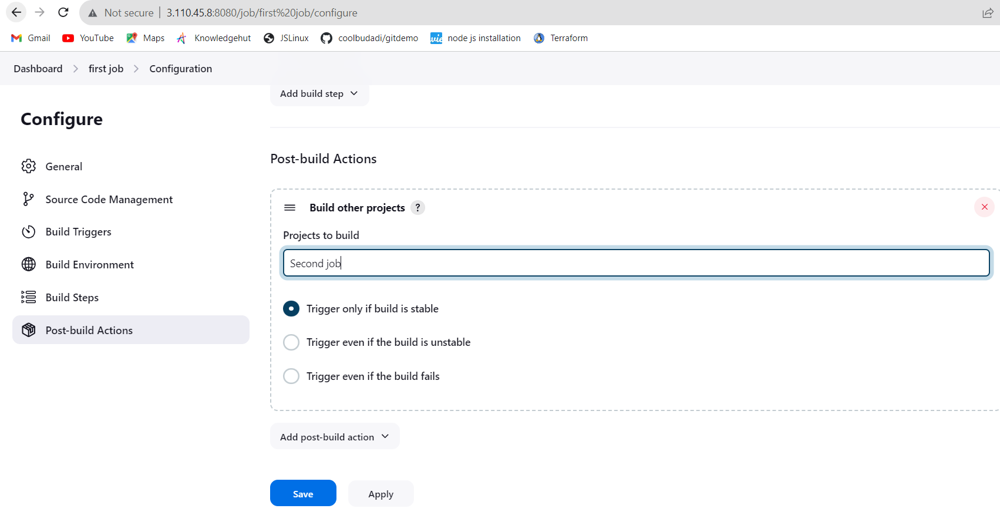 Not secure | 3.110.45.8:8080/job/first%20job/configure
Gmail YouTube Maps Knowledgehut JSLinux coolbudadi/gitdemo node js installation Terraform
Dashboard > first job > Configuration
Add build step
Configure
General
Source Code Management
Build Triggers
Build Environment
Build Steps
Post-build Actions
Post-build Actions
Build other projects ?
Projects to build
Second job
Trigger only if build is stable
Trigger even if the build is unstable
Trigger even if the build fails
Add post-build action
Save Apply